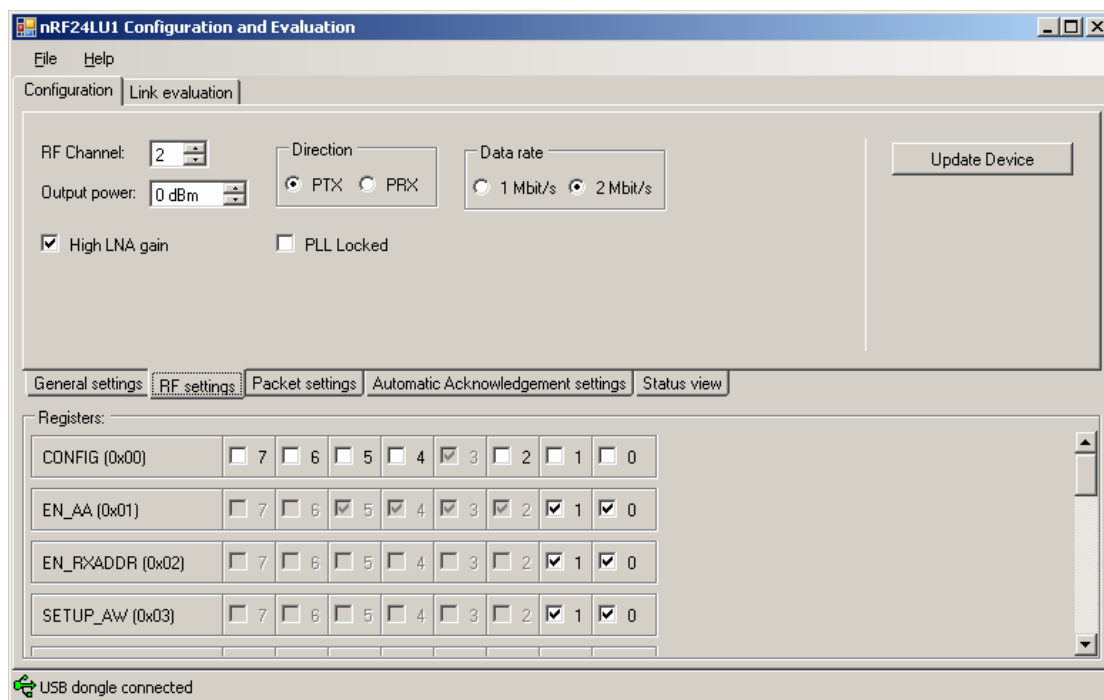 nRF24LU1 Configuration and Evaluation
File Help
Configuration Link evaluation
RF Channel: 2 Direction Data rate Update Device
PTX PRX 1 Mbit/s 2 Mbit/s
Output power: 0 dBm
High LNA gain PLL Locked
General settings RF settings Packet settings Automatic Acknowledgement settings Status view
Registers:
CONFIG (0x00) 7 6 5 4 3 2 1 0
EN_AA (0x01) 7 6 5 4 3 2 1 0
EN_RXADDR (0x02) 7 6 5 4 3 2 1 0
SETUP_AW (0x03) 7 6 5 4 3 2 1 0
USB dongle connected